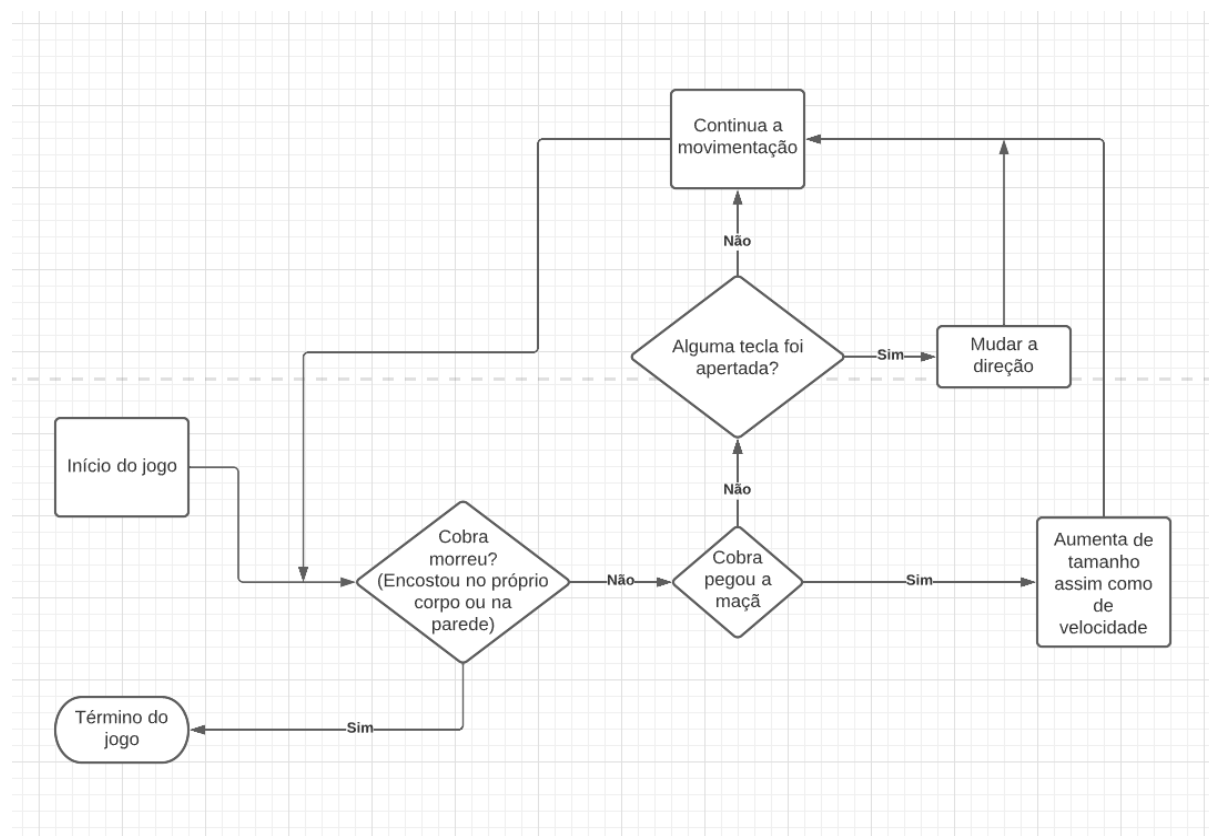 Continua a
movimentação
Não
Alguma tecla foi
apertada?
Sim
Mudar a
direção
Início do jogo
Não
Cobra
morreu?
(Encostou no próprio
corpo ou na
parede)
Não
Cobra
pegou a
maçã
Sim
Aumenta de
tamanho
assim como
de
velocidade
Término do
jogo
Sim